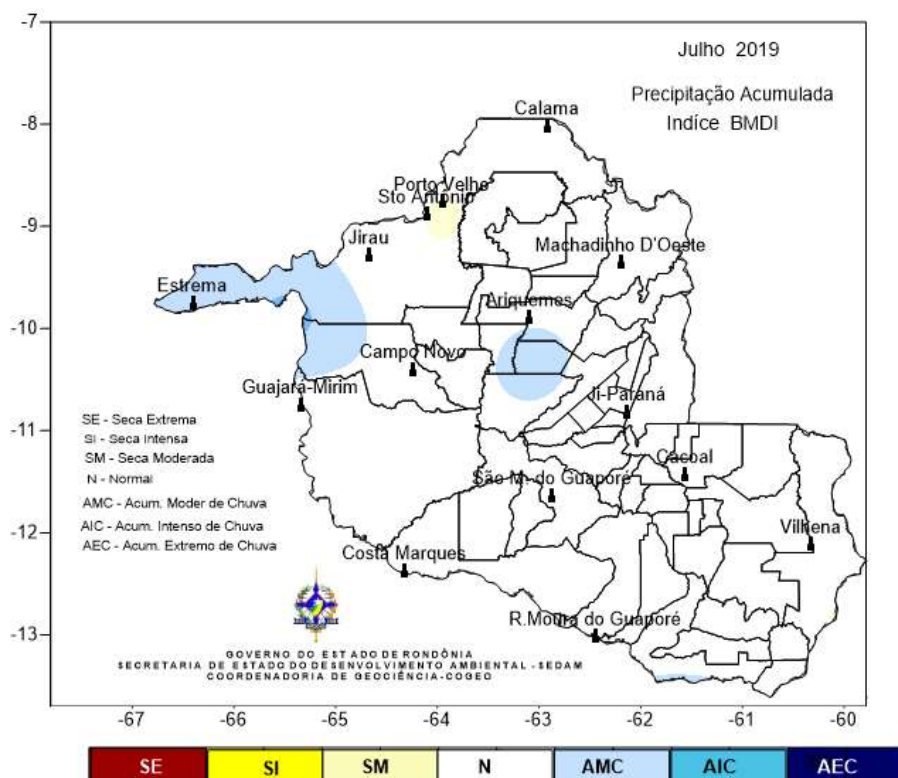 -7
Julho 2019
Precipitação Acumulada
Indíce BMDI
-8
Calama
Porto Velho
Sto Antonio
-9
Jirau
Machadinho D'Oeste
Estrema
Ariquemes
-10
Campo Novo
Guajará-Mirim
Ji-Paraná
-11
SE - Seca Extrema
SI - Seca Intensa
SM - Seca Moderada
N - Normal
AMC - Acum. Moder de Chuva
AIC - Acum. Intenso de Chuva
AEC - Acum. Extremo de Chuva
Cacoal
São M. do Guaporé
-12
Vilhena
Costa Marques
R.Moura do Guaporé
-13
GOVERNO DO ESTADO DE RONDÔNIA
SECRETARIA DE ESTADO DO DESENVOLVIMENTO AMBIENTAL - SEDAM
COORDENADORIA DE GEOCIÊNCIA-COGEO
-67 -66 -65 -64 -63 -62 -61 -60
SE SI SM N AMC AIC AEC